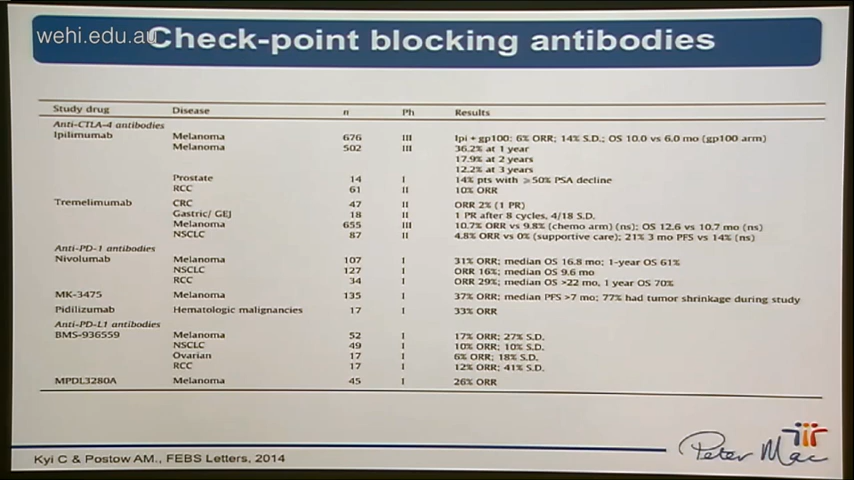 wehi.edu.au
Check-point blocking antibodies
Study drug Disease n Ph Results
Anti-CTLA-4 antibodies
Ipilimumab Melanoma 676 III Ipi + gp100: 6% ORR; 14% S.D.; OS 10.0 vs 6.0 mo (gp100 arm)
Melanoma 502 III 36.2% at 1 year
17.9% at 2 years
12.2% at 3 years
Prostate 14 I 14% pts with ⩾50% PSA decline
RCC 61 II 10% ORR
Tremelimumab CRC 47 II ORR 2% (1 PR)
Gastric/ GEJ 18 II 1 PR after 8 cycles, 4/18 S.D.
Melanoma 655 III 10.7% ORR vs 9.8% (chemo arm) (ns); OS 12.6 vs 10.7 mo (ns)
NSCLC 87 II 4.8% ORR vs 0% (supportive care); 21% 3 mo PFS vs 14% (ns)
Anti-PD-1 antibodies
Nivolumab Melanoma 107 I 31% ORR; median OS 16.8 mo; 1-year OS 61%
NSCLC 127 I ORR 16%; median OS 9.6 mo
RCC 34 I ORR 29%; median OS >22 mo, 1 year OS 70%
MK-3475 Melanoma 135 I 37% ORR; median PFS >7 mo; 77% had tumor shrinkage during study
Pidilizumab Hematologic malignancies 17 I 33% ORR
Anti-PD-L1 antibodies
BMS-936559 Melanoma 52 I 17% ORR; 27% S.D.
NSCLC 49 I 10% ORR; 10% S.D.
Ovarian 17 I 6% ORR; 18% S.D.
RCC 17 I 12% ORR; 41% S.D.
MPDL3280A Melanoma 45 I 26% ORR
Kyi C & Postow AM., FEBS Letters, 2014
Peter Mac